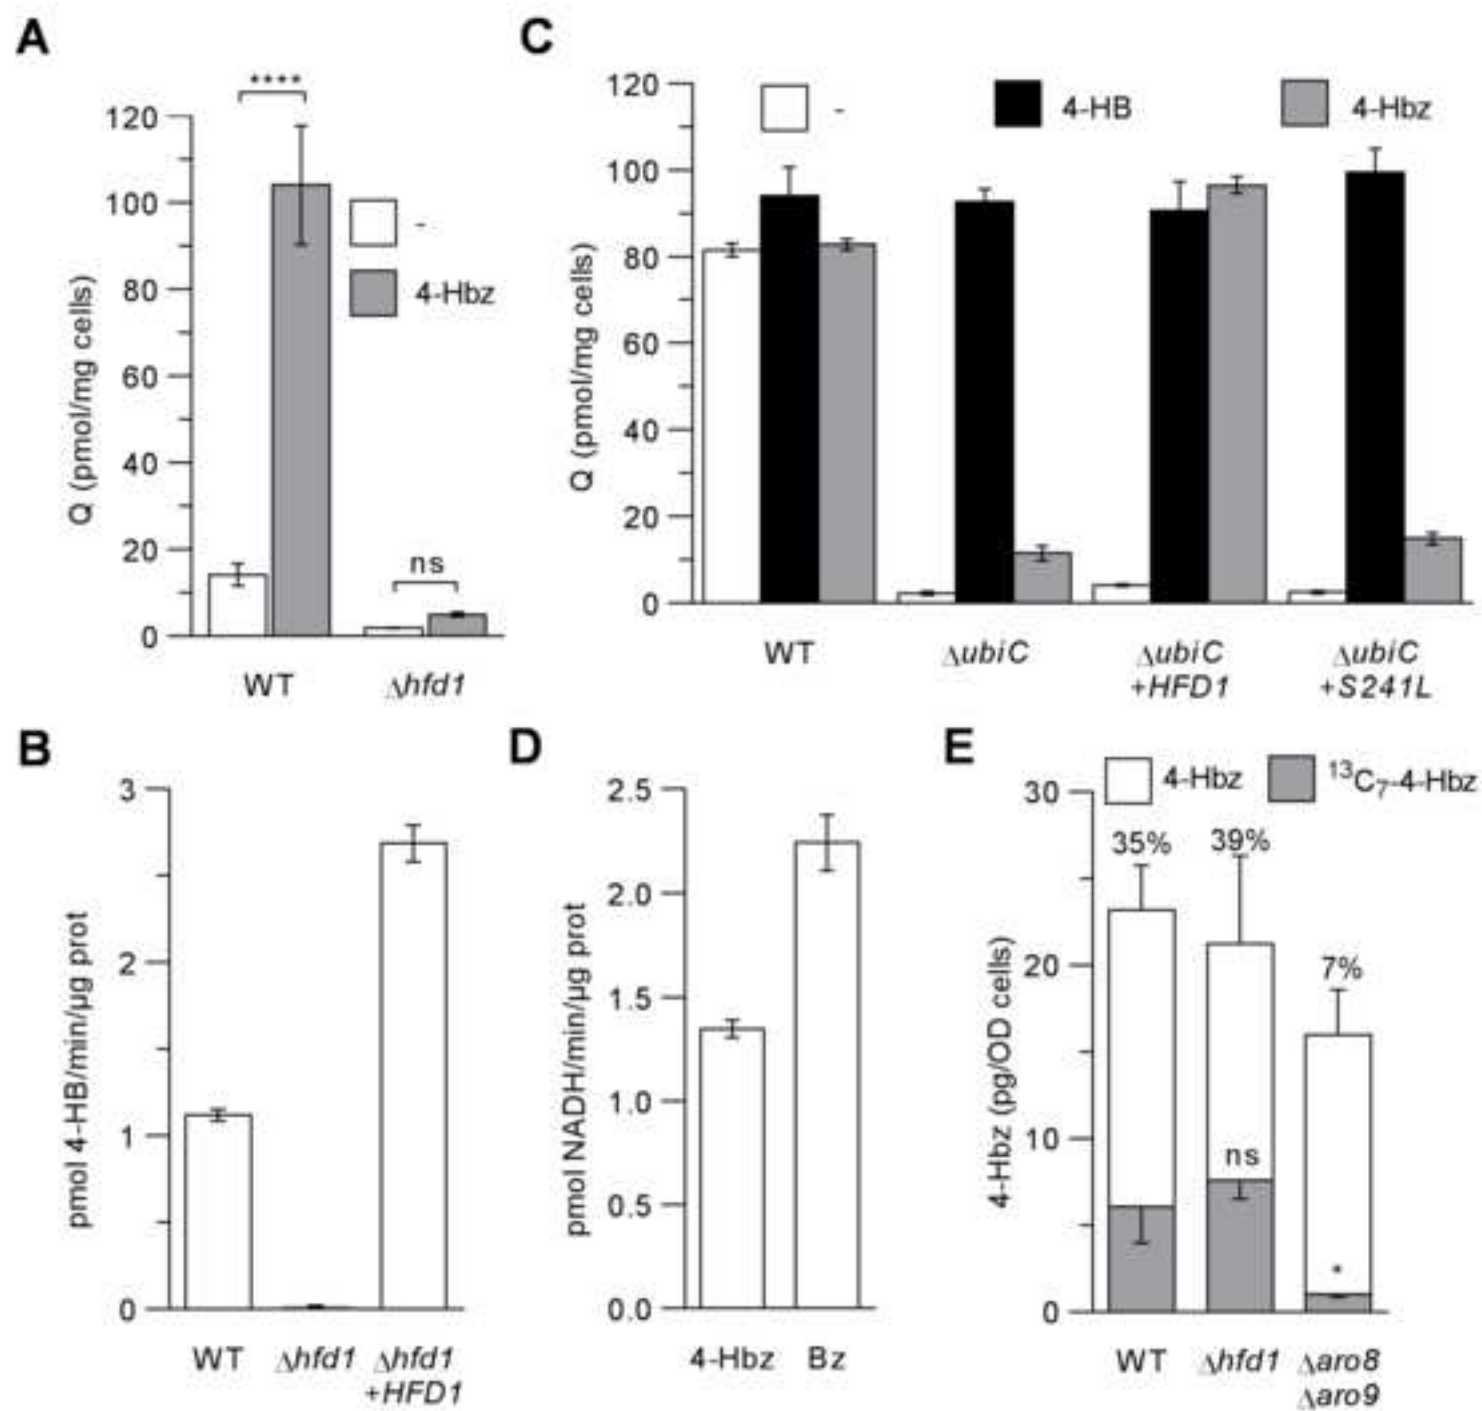 A
****
120
100
80
60
40
20
0
Q (pmol/mg cells)
-
4-Hbz
ns
WT
Δhfd1
C
120
100
80
60
40
20
0
Q (pmol/mg cells)
-
4-HB
4-Hbz
WT
ΔubiC
ΔubiC
+HFD1
ΔubiC
+S241L
B
3
2
1
0
pmol 4-HB/min/µg prot
WT
Δhfd1
Δhfd1
+HFD1
D
2.5
2.0
1.5
1.0
0.5
0.0
pmol NADH/min/µg prot
4-Hbz
Bz
E
4-Hbz
¹³C₇-4-Hbz
30
20
10
0
4-Hbz (pg/OD cells)
35%
39%
7%
ns
*
WT
Δhfd1
Δaro8
Δaro9